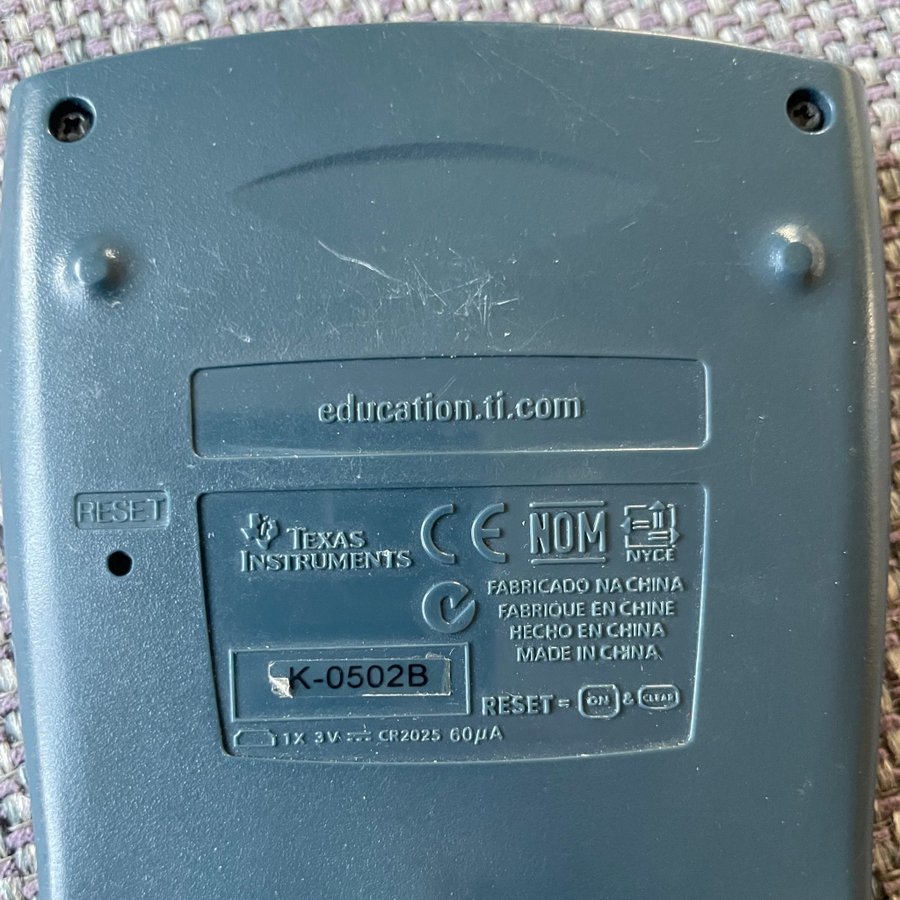 education.ti.com
RESET
TEXAS
INSTRUMENTS
CE
NOM
NYCE
FABRICADO NA CHINA
FABRIQUE EN CHINE
HECHO EN CHINA
MADE IN CHINA
K-0502B
RESET = ON & CLEAR
1X 3V CR2025 60µA